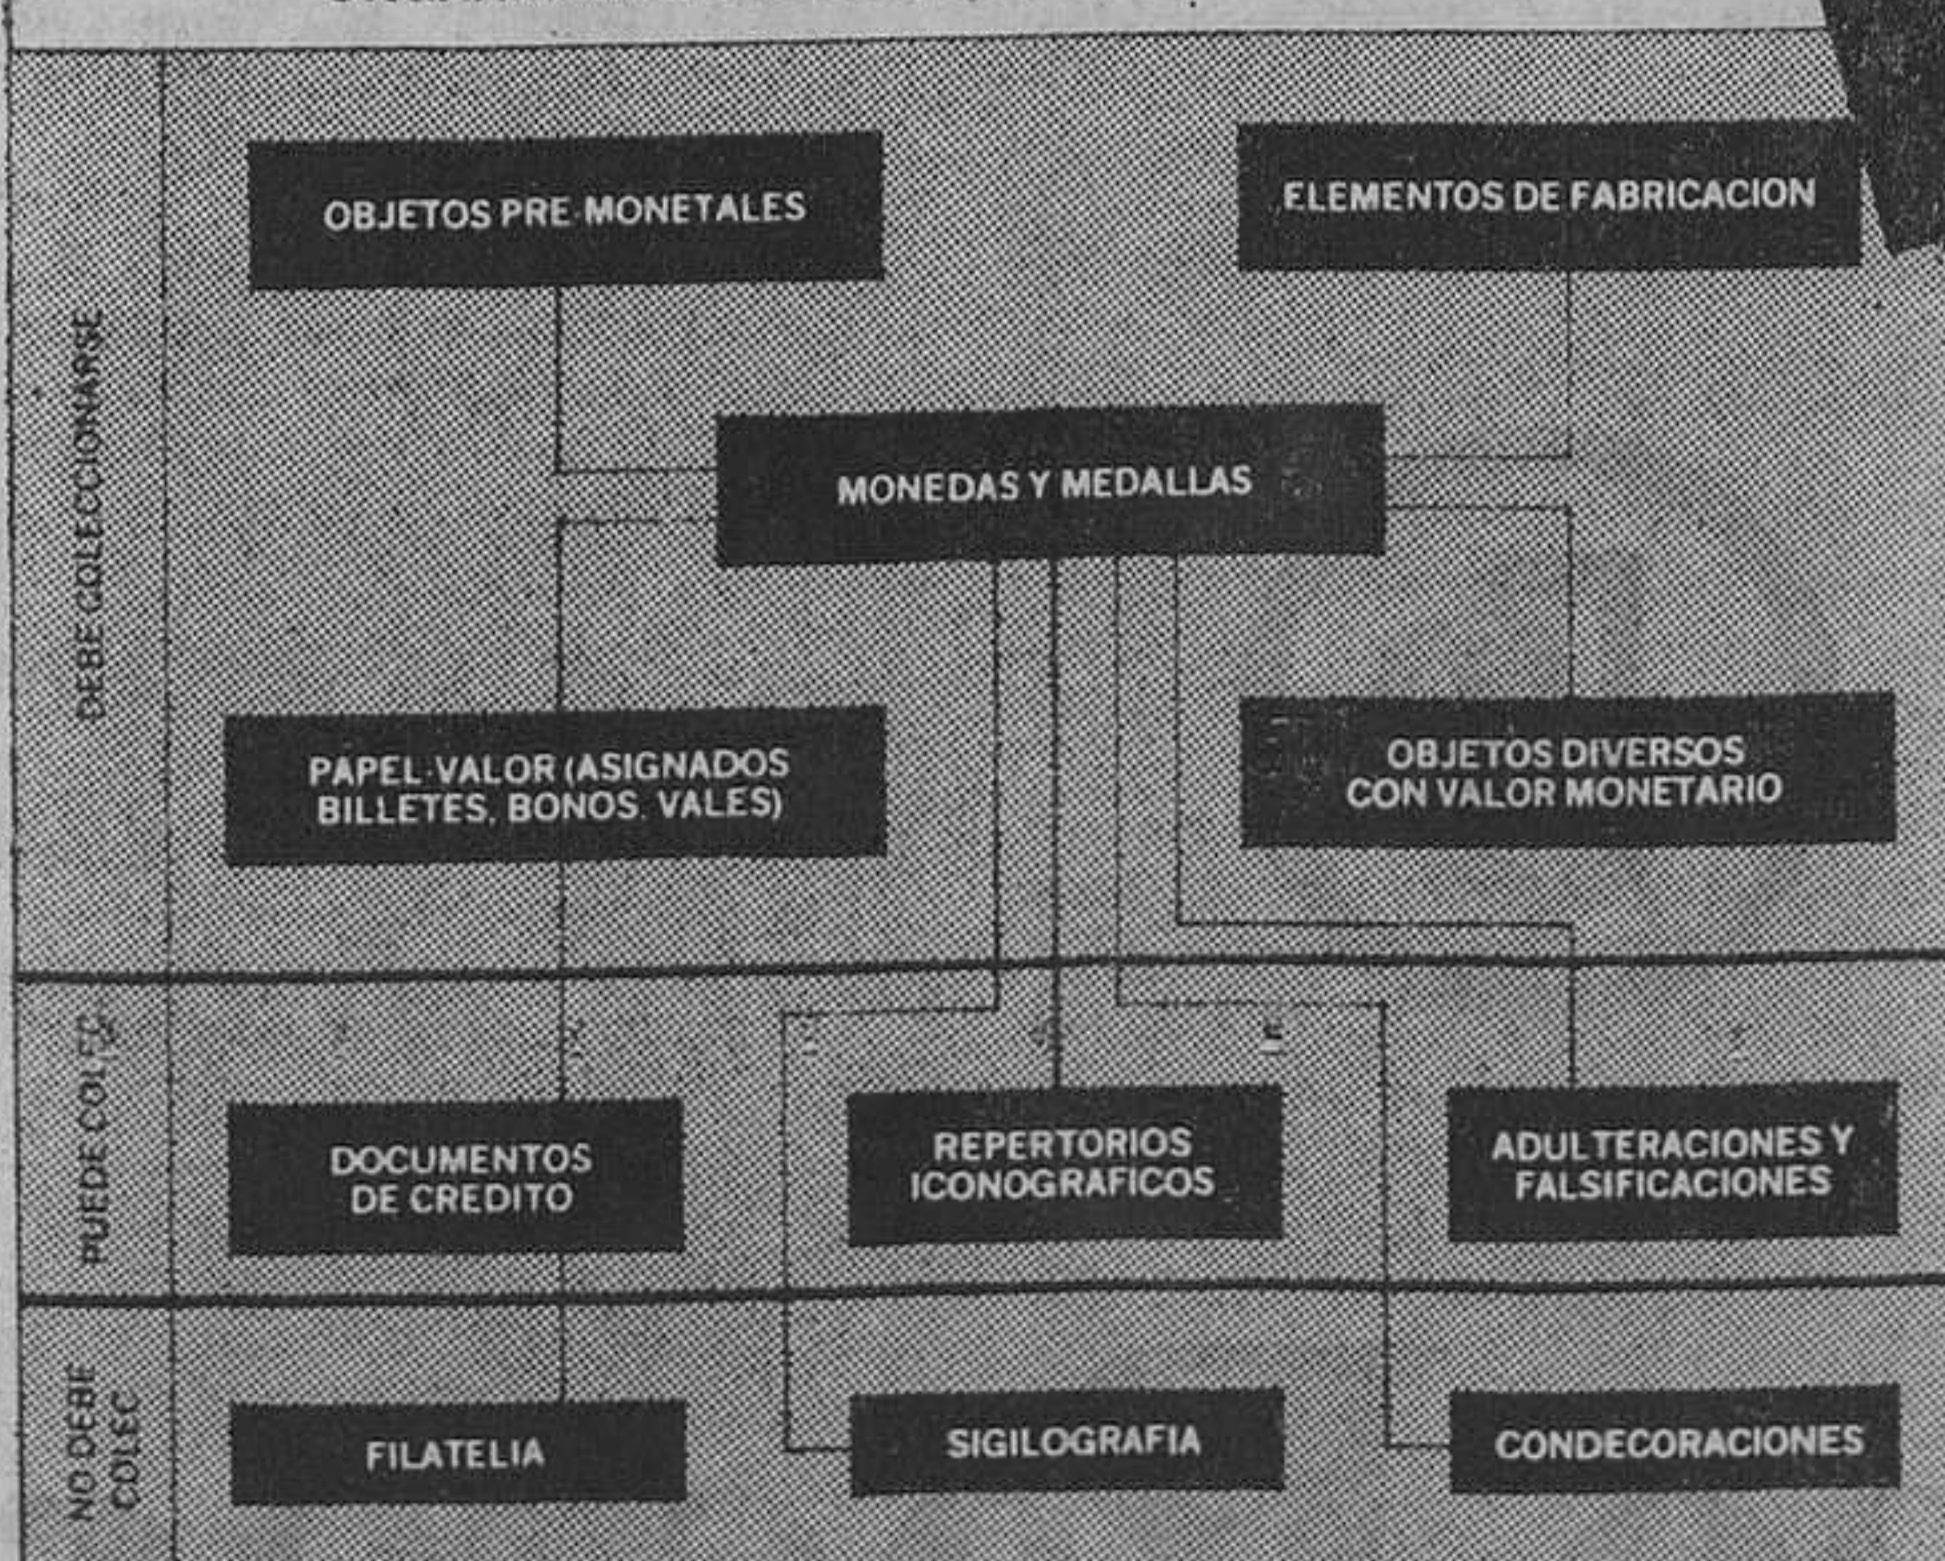 OBJETOS PRE-MONETALES
ELEMENTOS DE FABRICACION
DEBE COLECCIONARSE
MONEDAS Y MEDALLAS
PAPEL-VALOR (ASIGNADOS
BILLETES, BONOS, VALES)
OBJETOS DIVERSOS
CON VALOR MONETARIO
PUEDE COLEC
DOCUMENTOS
DE CREDITO
REPERTORIOS
ICONOGRAFICOS
ADULTERACIONES Y
FALSIFICACIONES
NO DEBE
COLEC
FILATELIA
SIGILOGRAFIA
CONDECORACIONES